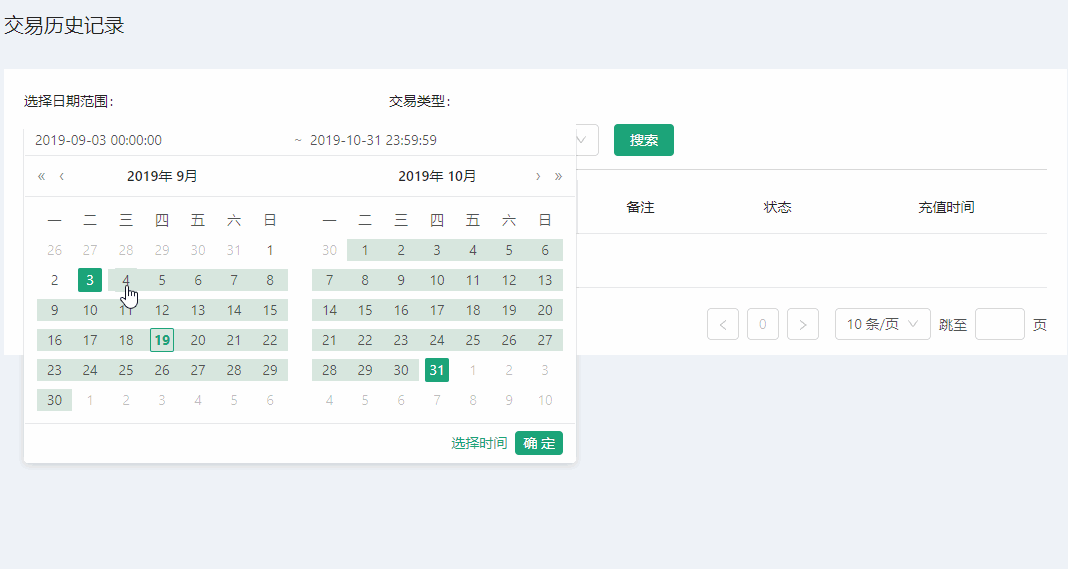 交易历史记录
选择日期范围: 交易类型:
2019-09-03 00:00:00 ~ 2019-10-31 23:59:59 搜索
« ‹ 2019年 9月 2019年 10月 › »
备注 状态 充值时间
一 二 三 四 五 六 日 一 二 三 四 五 六 日
26 27 28 29 30 31 1 30 1 2 3 4 5 6
2 3 4 5 6 7 8 7 8 9 10 11 12 13
9 10 11 12 13 14 15 14 15 16 17 18 19 20
< 0 > 10 条/页 跳至 页
16 17 18 19 20 21 22 21 22 23 24 25 26 27
23 24 25 26 27 28 29 28 29 30 31 1 2 3
30 1 2 3 4 5 6 4 5 6 7 8 9 10
选择时间 确 定